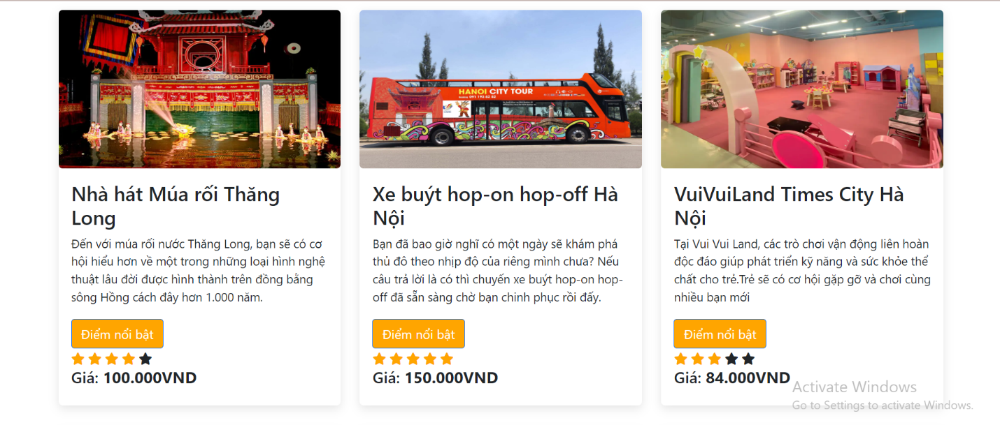 HANOI CITY TOUR
Nhà hát Múa rối Thăng
Long
Đến với múa rối nước Thăng Long, bạn sẽ có cơ
hội hiểu hơn về một trong những loại hình nghệ
thuật lâu đời được hình thành trên đồng bằng
sông Hồng cách đây hơn 1.000 năm.
Điểm nổi bật
Giá: 100.000VND
Xe buýt hop-on hop-off Hà
Nội
Bạn đã bao giờ nghĩ có một ngày sẽ khám phá
thủ đô theo nhịp độ của riêng mình chưa? Nếu
câu trả lời là có thì chuyến xe buýt hop-on hop-
off đã sẵn sàng chờ bạn chinh phục rồi đấy.
Điểm nổi bật
Giá: 150.000VND
VuiVuiLand Times City Hà
Nội
Tại Vui Vui Land, các trò chơi vận động liên hoàn
độc đáo giúp phát triển kỹ năng và sức khỏe thể
chất cho trẻ.Trẻ sẽ có cơ hội gặp gỡ và chơi cùng
nhiều bạn mới
Điểm nổi bật
Giá: 84.000VND
Activate Windows
Go to Settings to activate Windows.